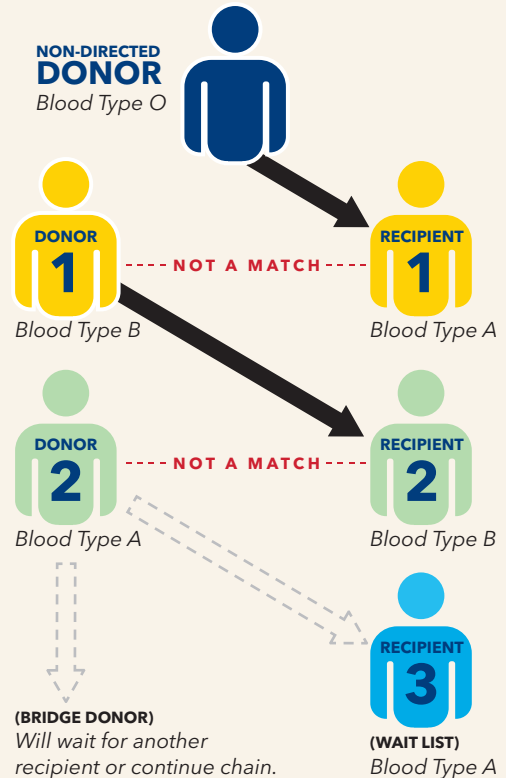 NON-DIRECTED
DONOR
Blood Type O
DONOR
1
Blood Type B
NOT A MATCH
RECIPIENT
1
Blood Type A
DONOR
2
Blood Type A
NOT A MATCH
RECIPIENT
2
Blood Type B
RECIPIENT
3
(BRIDGE DONOR)
Will wait for another
recipient or continue chain.
(WAIT LIST)
Blood Type A